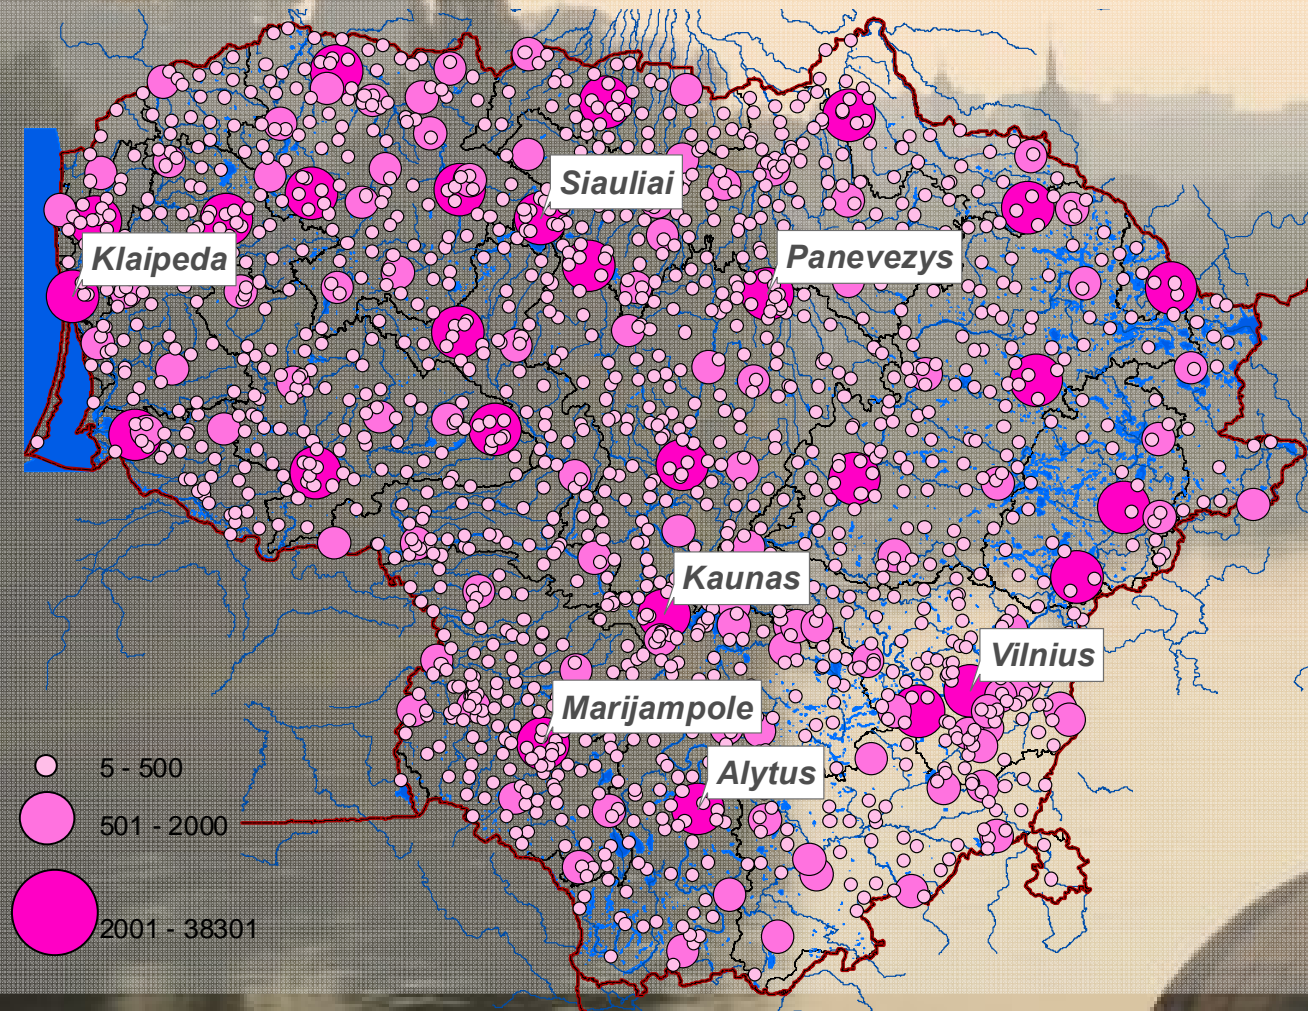 Siauliai
Klaipeda
Panevezys
Kaunas
Vilnius
Marijampole
Alytus
5 - 500
501 - 2000
2001 - 38301